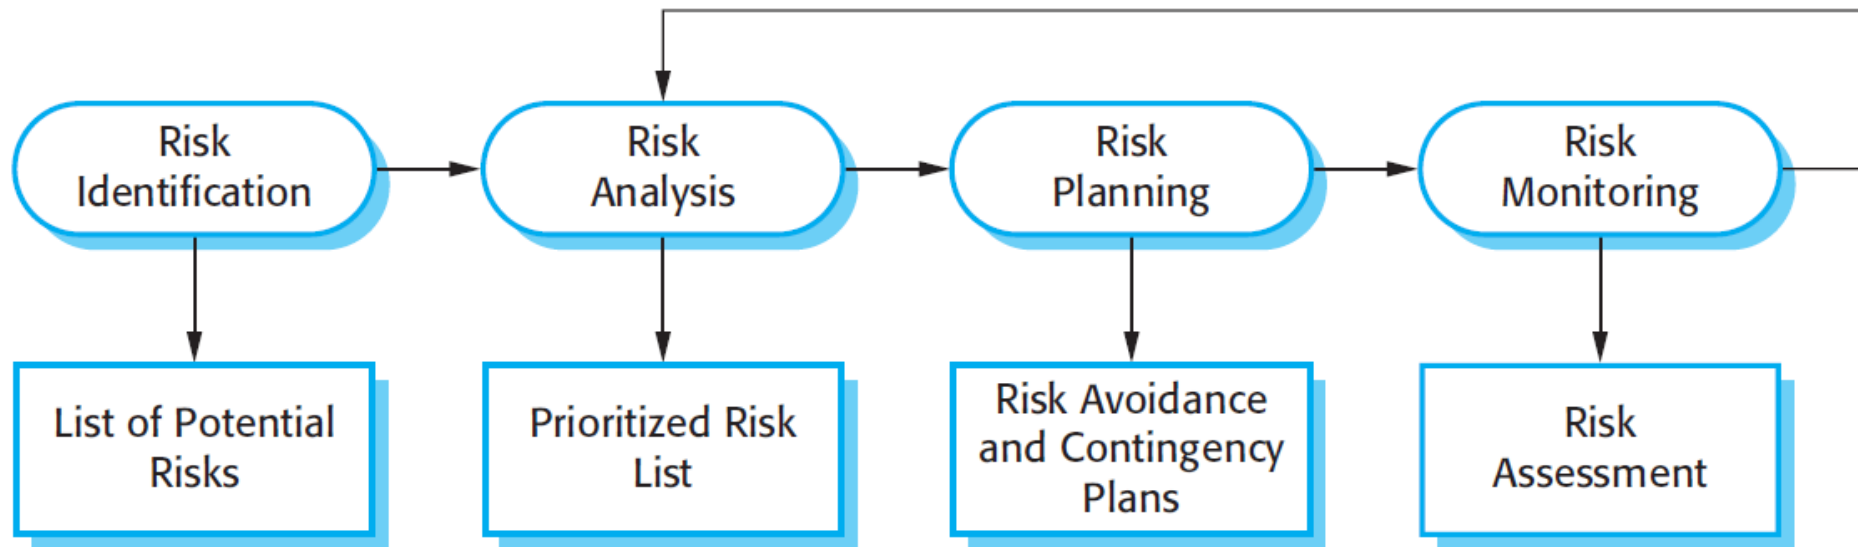 Risk
Identification
Risk
Analysis
Risk
Planning
Risk
Monitoring
List of Potential
Risks
Prioritized Risk
List
Risk Avoidance
and Contingency
Plans
Risk
Assessment